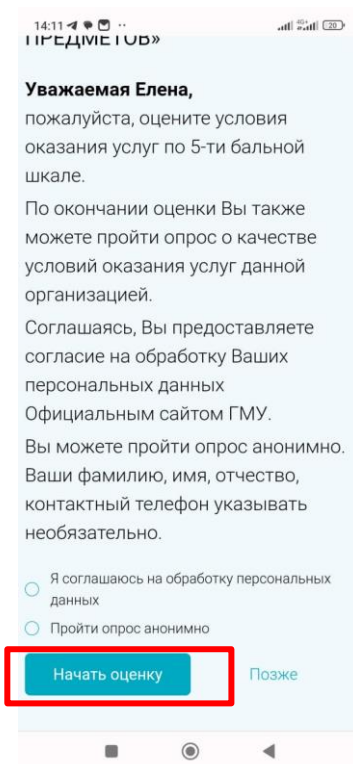 14:11
4G+
20
ПРЕДМЕТОВ»
Уважаемая Елена,
пожалуйста, оцените условия
оказания услуг по 5-ти бальной
шкале.
По окончании оценки Вы также
можете пройти опрос о качестве
условий оказания услуг данной
организацией.
Соглашаясь, Вы предоставляете
согласие на обработку Ваших
персональных данных
Официальным сайтом ГМУ.
Вы можете пройти опрос анонимно.
Ваши фамилию, имя, отчество,
контактный телефон указывать
необязательно.
Я соглашаюсь на обработку персональных
данных
Пройти опрос анонимно
Начать оценку Позже